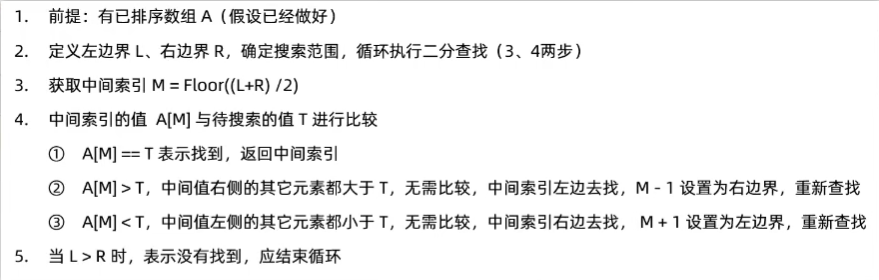 1. 前提：有已排序数组 A（假设已经做好）
2. 定义左边界 L、右边界 R，确定搜索范围，循环执行二分查找（3、4两步）
3. 获取中间索引 M = Floor((L+R) /2)
4. 中间索引的值 A[M] 与待搜索的值 T 进行比较
① A[M] == T 表示找到，返回中间索引
② A[M] > T，中间值右侧的其它元素都大于 T，无需比较，中间索引左边去找，M - 1 设置为右边界，重新查找
③ A[M] < T，中间值左侧的其它元素都小于 T，无需比较，中间索引右边去找， M + 1 设置为左边界，重新查找
5. 当 L > R 时，表示没有找到，应结束循环